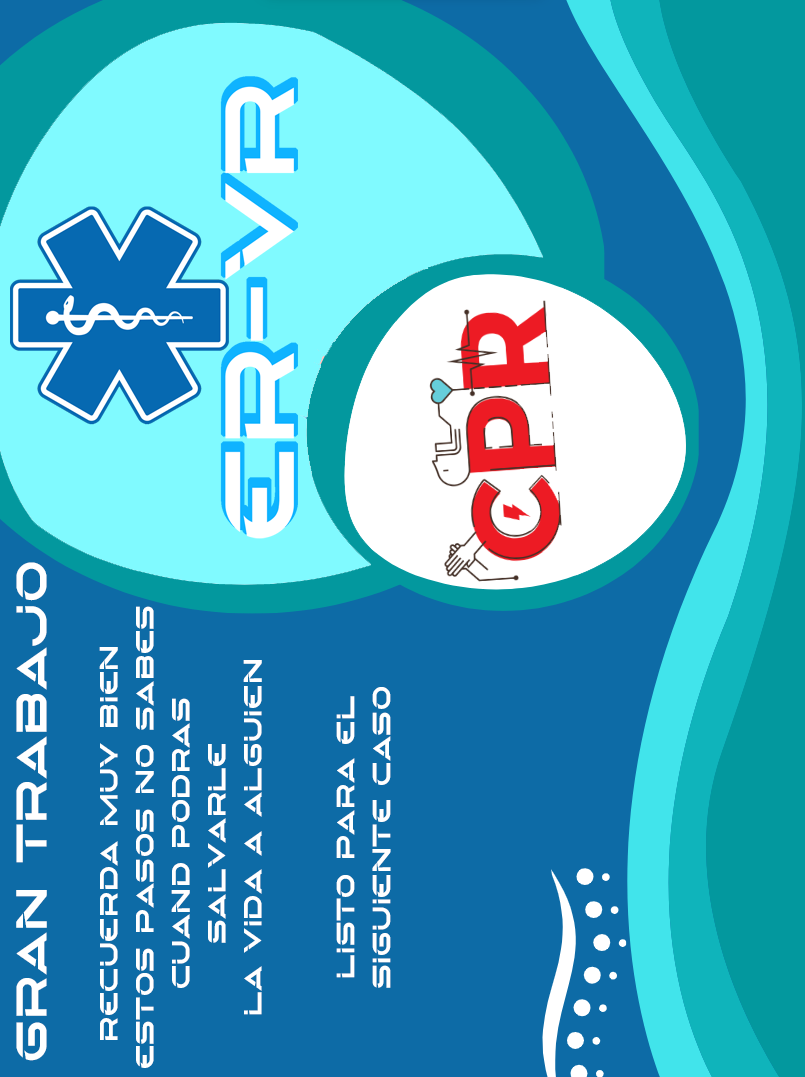 GRAN TRABAJO
RECUERDA MUY BIEN
ESTOS PASOS NO SABES
CUAND PODRAS
SALVARLE
LA VIDA A ALGUIEN
LISTO PARA EL
SIGUIENTE CASO
ER-VR
CPR